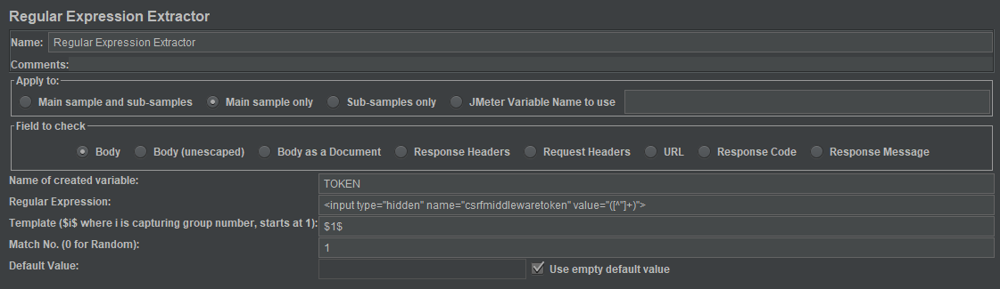 Regular Expression Extractor
Name: Regular Expression Extractor
Comments:
Apply to:
Main sample and sub-samples Main sample only Sub-samples only JMeter Variable Name to use
Field to check
Body Body (unescaped) Body as a Document Response Headers Request Headers URL Response Code Response Message
Name of created variable: TOKEN
Regular Expression: <input type="hidden" name="csrfmiddlewaretoken" value="([^"]+)">
Template ($i$ where i is capturing group number, starts at 1): $1$
Match No. (0 for Random): 1
Default Value: Use empty default value